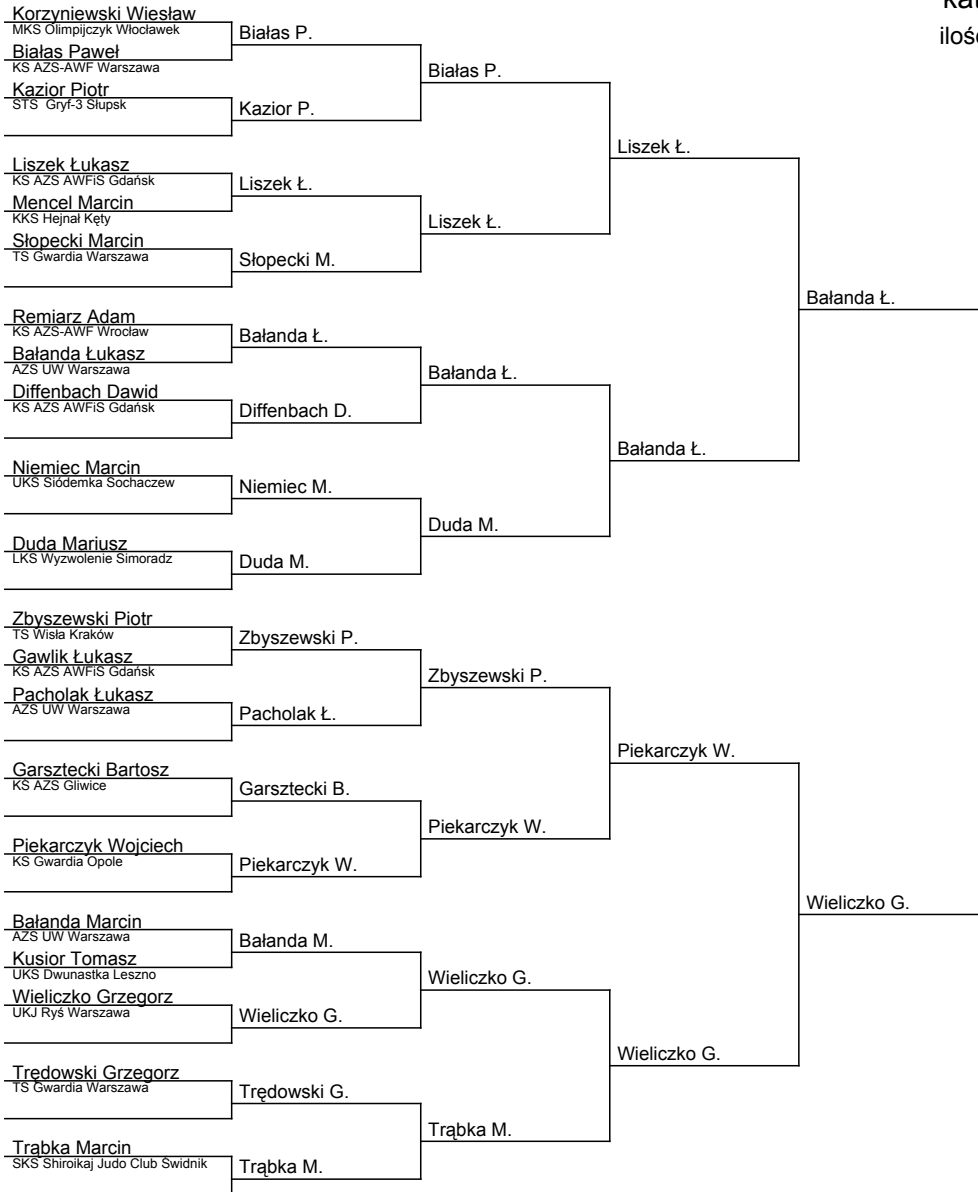 Korzyniewski Wiesław
MKS Olimpijczyk Włocławek
Białas Paweł
KS AZS-AWF Warszawa
Kazior Piotr
STS Gryf-3 Słupsk
Liszek Łukasz
KS AZS AWFiS Gdańsk
Mencel Marcin
KKS Hejnał Kęty
Słopecki Marcin
TS Gwardia Warszawa
Remiarz Adam
KS AZS-AWF Wrocław
Bałanda Łukasz
AZS UW Warszawa
Diffenbach Dawid
KS AZS AWFiS Gdańsk
Niemiec Marcin
UKS Siódemka Sochaczew
Duda Mariusz
LKS Wyzwolenie Simoradz
Zbyszewski Piotr
TS Wisła Kraków
Gawlik Łukasz
KS AZS AWFiS Gdańsk
Pacholak Łukasz
AZS UW Warszawa
Garsztecki Bartosz
KS AZS Gliwice
Piekarczyk Wojciech
KS Gwardia Opole
Bałanda Marcin
AZS UW Warszawa
Kusior Tomasz
UKS Dwunastka Leszno
Wieliczko Grzegorz
UKJ Ryś Warszawa
Trędowski Grzegorz
TS Gwardia Warszawa
Trąbka Marcin
SKS Shiroikaj Judo Club Świdnik
Białas P.
Kazior P.
Liszek Ł.
Słopecki M.
Bałanda Ł.
Diffenbach D.
Niemiec M.
Duda M.
Zbyszewski P.
Pacholak Ł.
Garsztecki B.
Piekarczyk W.
Bałanda M.
Wieliczko G.
Trędowski G.
Trąbka M.
Białas P.
Liszek Ł.
Bałanda Ł.
Duda M.
Zbyszewski P.
Piekarczyk W.
Wieliczko G.
Trąbka M.
Liszek Ł.
Bałanda Ł.
Piekarczyk W.
Wieliczko G.
Bałanda Ł.
Wieliczko G.